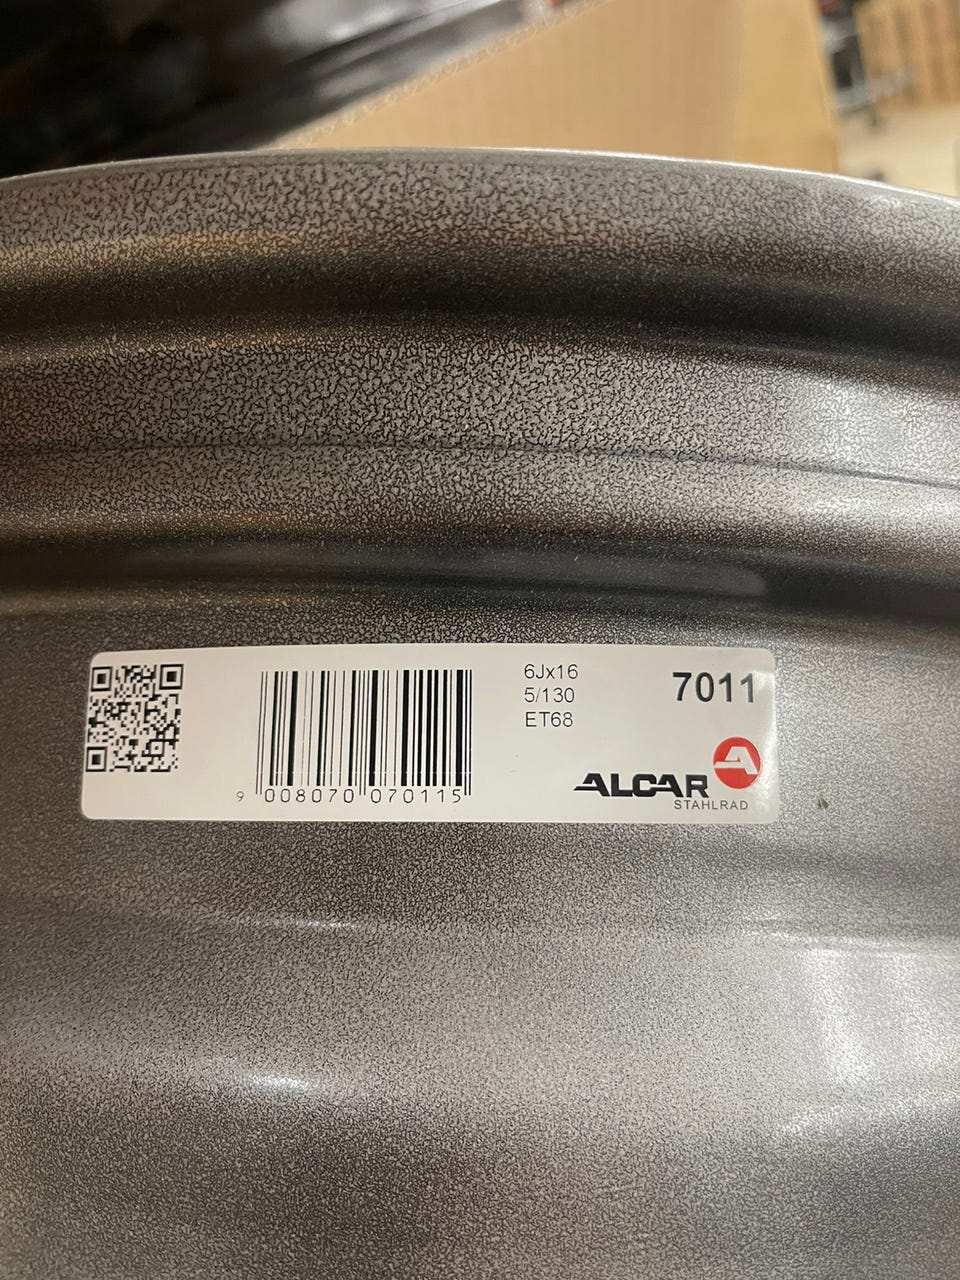 6Jx16
5/130
ET68
7011
ALCAR
STAHLRAD
9 008070 070115